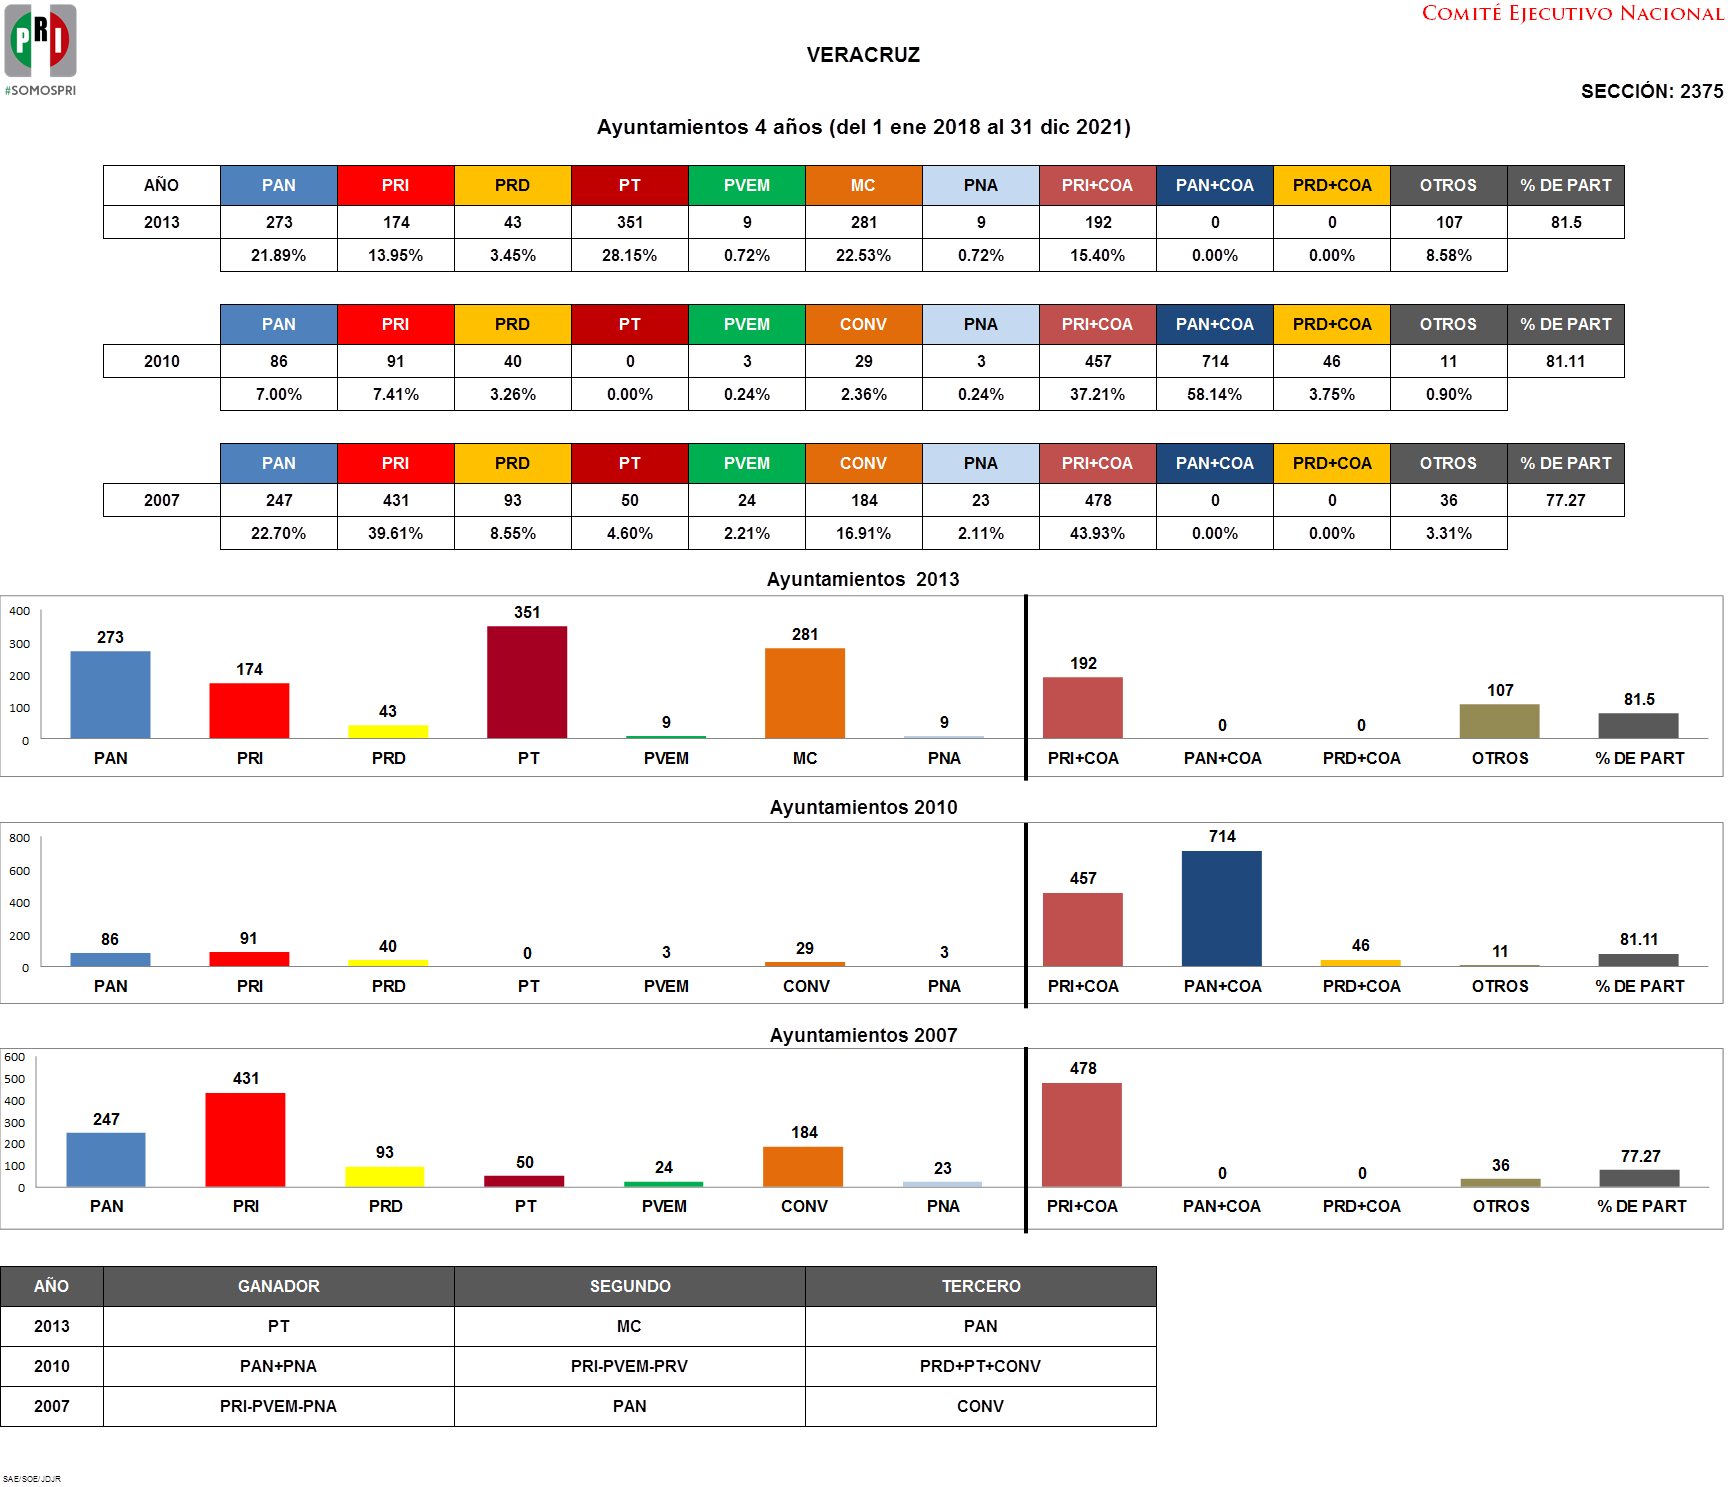 PRI
#SOMOSPRI
COMITÉ EJECUTIVO NACIONAL
VERACRUZ
SECCIÓN: 2375
Ayuntamientos 4 años (del 1 ene 2018 al 31 dic 2021)
AÑO PAN PRI PRD PT PVEM MC PNA PRI+COA PAN+COA PRD+COA OTROS % DE PART
2013 273 174 43 351 9 281 9 192 0 0 107 81.5
21.89% 13.95% 3.45% 28.15% 0.72% 22.53% 0.72% 15.40% 0.00% 0.00% 8.58%
PAN PRI PRD PT PVEM CONV PNA PRI+COA PAN+COA PRD+COA OTROS % DE PART
2010 86 91 40 0 3 29 3 457 714 46 11 81.11
7.00% 7.41% 3.26% 0.00% 0.24% 2.36% 0.24% 37.21% 58.14% 3.75% 0.90%
PAN PRI PRD PT PVEM CONV PNA PRI+COA PAN+COA PRD+COA OTROS % DE PART
2007 247 431 93 50 24 184 23 478 0 0 36 77.27
22.70% 39.61% 8.55% 4.60% 2.21% 16.91% 2.11% 43.93% 0.00% 0.00% 3.31%
Ayuntamientos 2013
400
300
200
100
0
273 174 43 351 9 281 9 192 0 0 107 81.5
PAN PRI PRD PT PVEM MC PNA PRI+COA PAN+COA PRD+COA OTROS % DE PART
Ayuntamientos 2010
800
600
400
200
0
86 91 40 0 3 29 3 457 714 46 11 81.11
PAN PRI PRD PT PVEM CONV PNA PRI+COA PAN+COA PRD+COA OTROS % DE PART
Ayuntamientos 2007
600
500
400
300
200
100
0
247 431 93 50 24 184 23 478 0 0 36 77.27
PAN PRI PRD PT PVEM CONV PNA PRI+COA PAN+COA PRD+COA OTROS % DE PART
AÑO GANADOR SEGUNDO TERCERO
2013 PT MC PAN
2010 PAN+PNA PRI-PVEM-PRV PRD+PT+CONV
2007 PRI-PVEM-PNA PAN CONV
SAE/SOE/JDJR